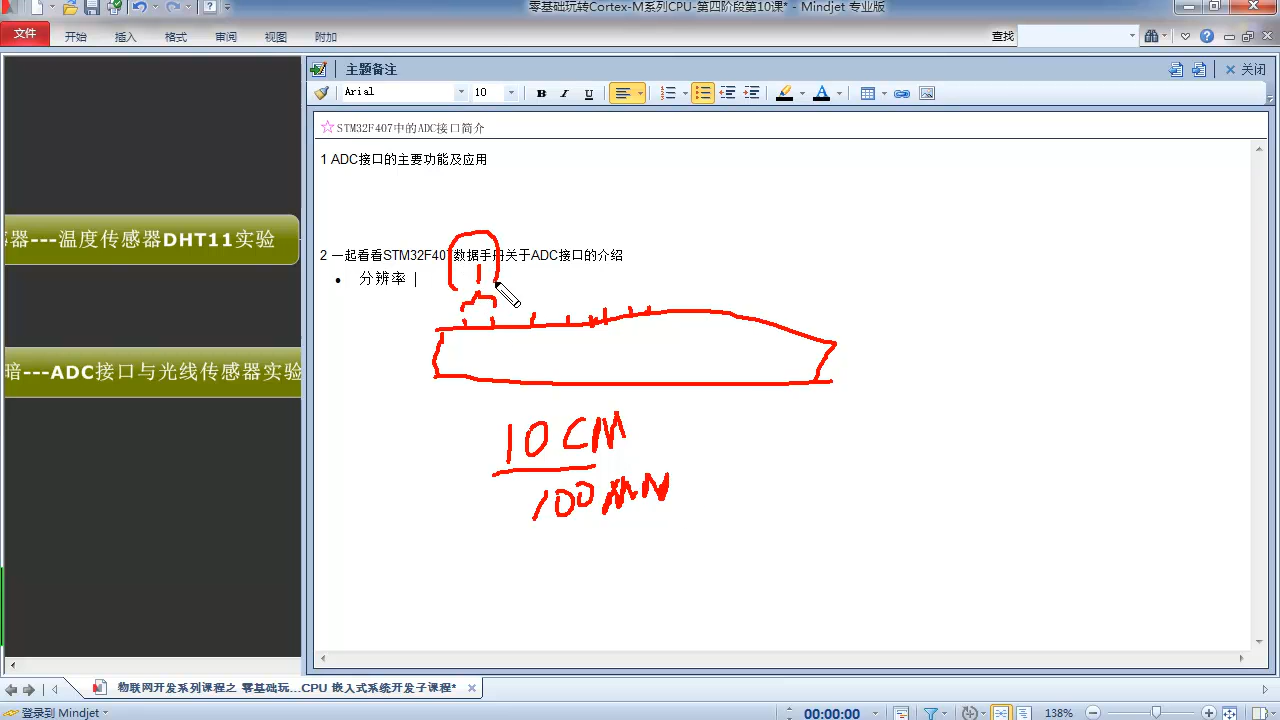 零基础玩转Cortex-M系列CPU-第四阶段第10课* - Mindjet 专业版
文件 开始 插入 格式 审阅 视图 附加 查找
主题备注 关闭
Arial 10 B I U
STM32F407中的ADC接口简介
1 ADC接口的主要功能及应用
器---温度传感器DHT11实验
2 一起看看STM32F407数据手册关于ADC接口的介绍
• 分辨率
暗---ADC接口与光线传感器实验
10 CM
100
物联网开发系列课程之 零基础玩...CPU 嵌入式系统开发子课程*
登录到 Mindjet 00:00:00 138%